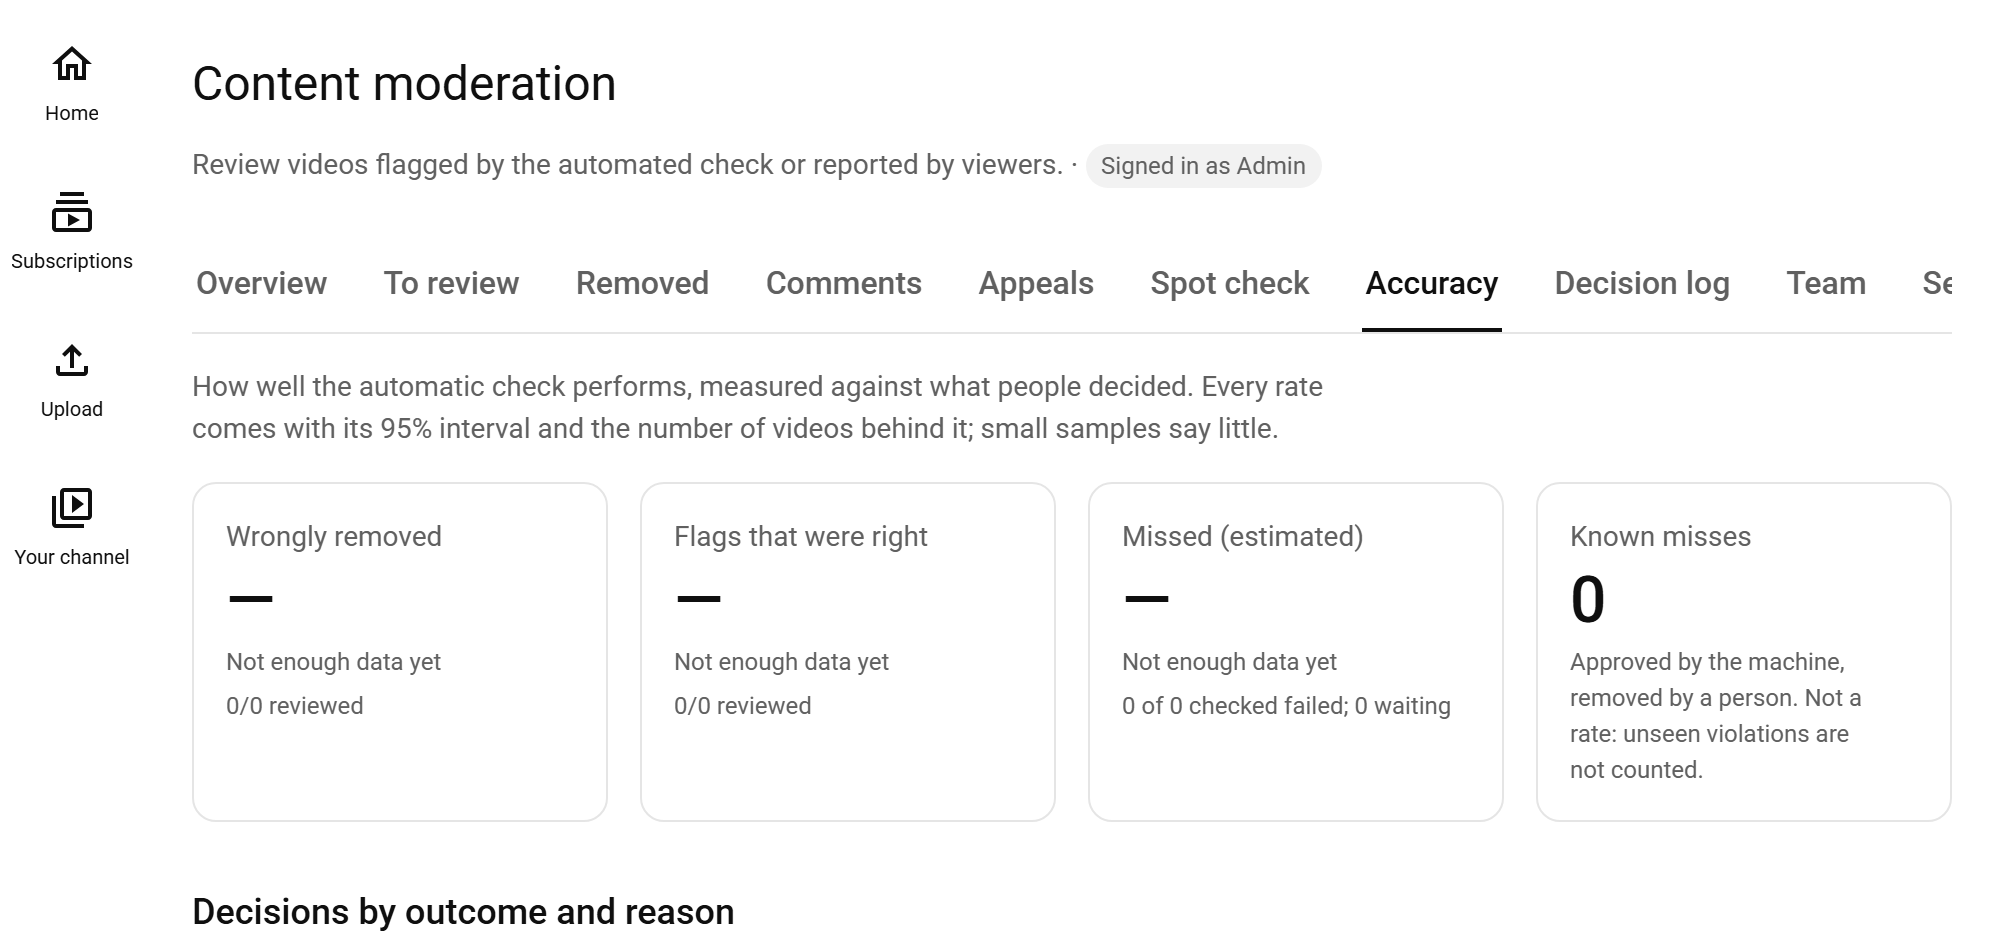 Home
Subscriptions
Upload
Your channel
Content moderation
Review videos flagged by the automated check or reported by viewers. · Signed in as Admin
Overview To review Removed Comments Appeals Spot check Accuracy Decision log Team
How well the automatic check performs, measured against what people decided. Every rate
comes with its 95% interval and the number of videos behind it; small samples say little.
Wrongly removed
—
Not enough data yet
0/0 reviewed
Flags that were right
—
Not enough data yet
0/0 reviewed
Missed (estimated)
—
Not enough data yet
0 of 0 checked failed; 0 waiting
Known misses
0
Approved by the machine,
removed by a person. Not a
rate: unseen violations are
not counted.
Decisions by outcome and reason